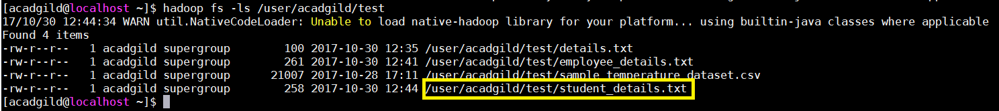 [acadgild@localhost ~]$ hadoop fs -ls /user/acadgild/test
17/10/30 12:44:34 WARN util.NativeCodeLoader: Unable to load native-hadoop library for your platform... using builtin-java classes where applicable
Found 4 items
-rw-r--r--   1 acadgild supergroup        100 2017-10-30 12:35 /user/acadgild/test/details.txt
-rw-r--r--   1 acadgild supergroup        261 2017-10-30 12:41 /user/acadgild/test/employee_details.txt
-rw-r--r--   1 acadgild supergroup      21007 2017-10-28 17:11 /user/acadgild/test/sample_temperature_dataset.csv
-rw-r--r--   1 acadgild supergroup        258 2017-10-30 12:44 /user/acadgild/test/student_details.txt
[acadgild@localhost ~]$